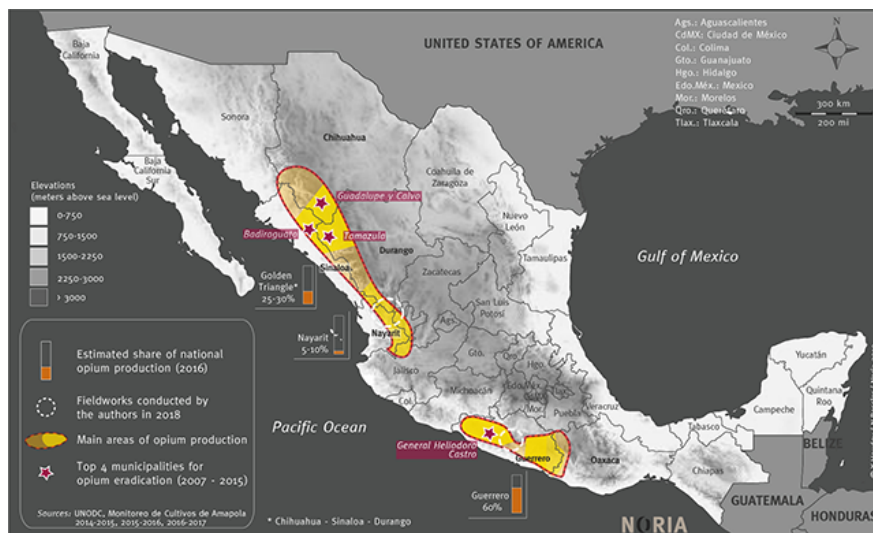 Baja
California
UNITED STATES OF AMERICA
Ags.: Aguascalientes
CdMX: Ciudad de México
Col.: Colima
Gto.: Guanajuato
Hgo.: Hidalgo
Edo.Méx.: Mexico
Mor.: Morelos
Qro.: Querétaro
Tlax.: Tlaxcala
N
300 km
200 mi
Sonora
Chihuahua
Baja
California
Sur
Coahuila de
Zaragoza
Elevations
(meters above sea level)
0-750
750-1500
1500-2250
2250-3000
› 3000
Guadalupe y Calvo
Badiraguato
Tamazula
Nuevo
León
Durango
Tamaulipas
Gulf of Mexico
Sinaloa
Golden
Triangle*
25-30%
Zacatecas
San Luis
Potosí
Nayarit
5-10%
Nayarit
Ags.
Jalisco
Gto.
Qro.
Hgo.
Edo.Méx.
Michoacán
Col.
Mor.
Puebla
Veracruz
Yucatán
Quintana
Roo
Campeche
Tabasco
BELIZE
Chiapas
GUATEMALA
HONDURAS
Pacific Ocean
General Heliodoro
Castro
Guerrero
Oaxaca
Guerrero
60%
Estimated share of national
opium production (2016)
Fieldworks conducted by
the authors in 2018
Main areas of opium production
Top 4 municipalities for
opium eradication (2007 - 2015)
Sources: UNODC, Monitoreo de Cultivos de Amapola
2014-2015, 2015-2016, 2016-2017
* Chihuahua - Sinaloa - Durango
NORIA